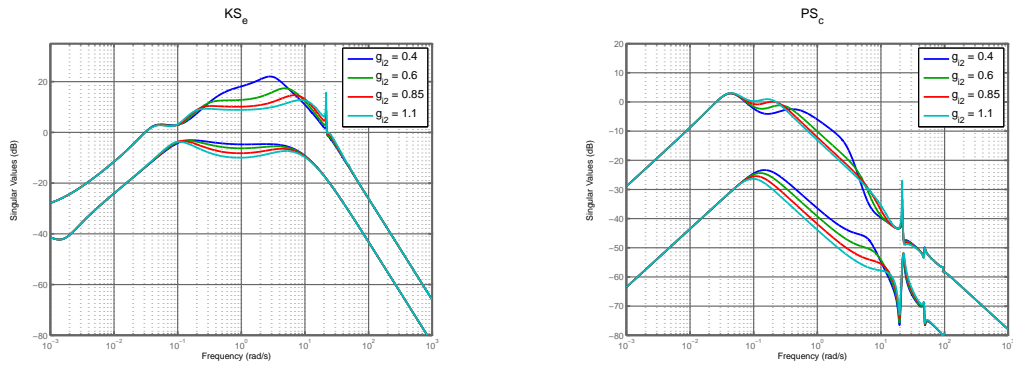 KS_e
Singular Values (dB)
20
0
−20
−40
−60
−80
10^−3
10^−2
10^−1
10^0
10^1
10^2
10^3
Frequency (rad/s)
g_i2 = 0.4
g_i2 = 0.6
g_i2 = 0.85
g_i2 = 1.1
PS_c
Singular Values (dB)
20
10
0
−10
−20
−30
−40
−50
−60
−70
−80
10^−3
10^−2
10^−1
10^0
10^1
10^2
10^3
Frequency (rad/s)
g_i2 = 0.4
g_i2 = 0.6
g_i2 = 0.85
g_i2 = 1.1